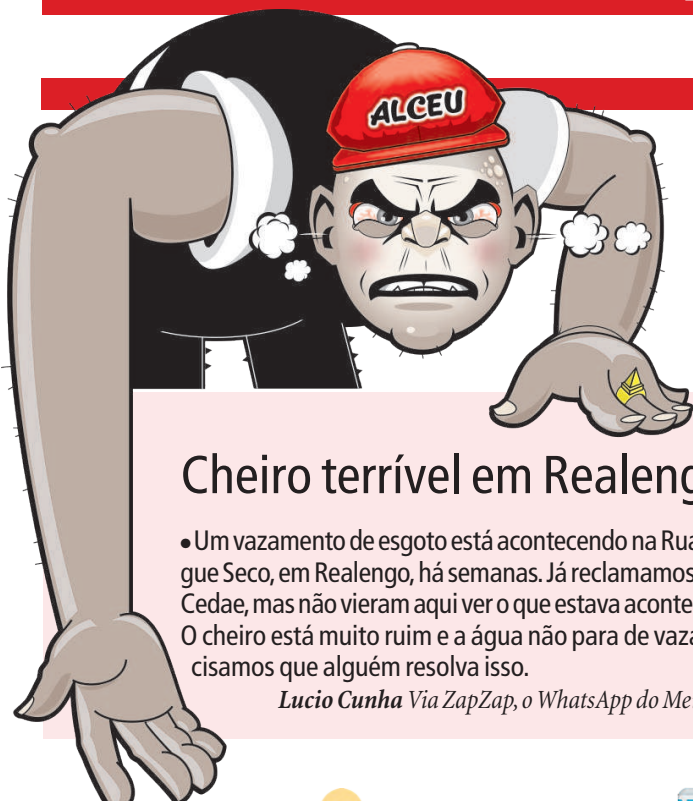 ALCEU
Cheiro terrível em Realeng
• Um vazamento de esgoto está acontecendo na Rua
gue Seco, em Realengo, há semanas. Já reclamamos
Cedae, mas não vieram aqui ver o que estava aconte
O cheiro está muito ruim e a água não para de vaza
cisamos que alguém resolva isso.
Lucio Cunha Via ZapZap, o WhatsApp do Me